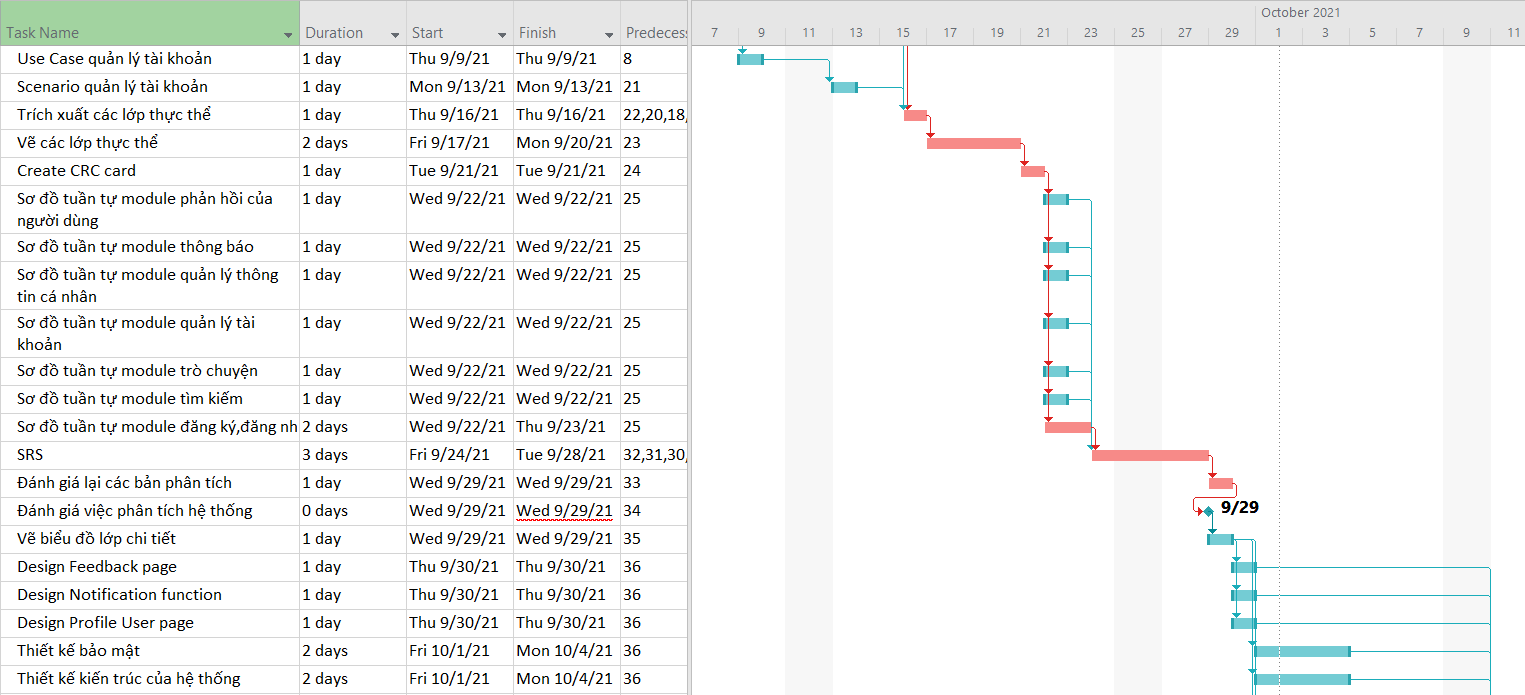 October 2021
Task Name Duration Start Finish Predecess
7 9 11 13 15 17 19 21 23 25 27 29 1 3 5 7 9 11
Use Case quản lý tài khoản 1 day Thu 9/9/21 Thu 9/9/21 8
Scenario quản lý tài khoản 1 day Mon 9/13/21 Mon 9/13/21 21
Trích xuất các lớp thực thể 1 day Thu 9/16/21 Thu 9/16/21 22,20,18,
Vẽ các lớp thực thể 2 days Fri 9/17/21 Mon 9/20/21 23
Create CRC card 1 day Tue 9/21/21 Tue 9/21/21 24
Sơ đồ tuần tự module phản hồi của 1 day Wed 9/22/21 Wed 9/22/21 25
người dùng
Sơ đồ tuần tự module thông báo 1 day Wed 9/22/21 Wed 9/22/21 25
Sơ đồ tuần tự module quản lý thông 1 day Wed 9/22/21 Wed 9/22/21 25
tin cá nhân
Sơ đồ tuần tự module quản lý tài 1 day Wed 9/22/21 Wed 9/22/21 25
khoản
Sơ đồ tuần tự module trò chuyện 1 day Wed 9/22/21 Wed 9/22/21 25
Sơ đồ tuần tự module tìm kiếm 1 day Wed 9/22/21 Wed 9/22/21 25
Sơ đồ tuần tự module đăng ký,đăng nh 2 days Wed 9/22/21 Thu 9/23/21 25
SRS 3 days Fri 9/24/21 Tue 9/28/21 32,31,30,
Đánh giá lại các bản phân tích 1 day Wed 9/29/21 Wed 9/29/21 33
Đánh giá việc phân tích hệ thống 0 days Wed 9/29/21 Wed 9/29/21 34 9/29
Vẽ biểu đồ lớp chi tiết 1 day Wed 9/29/21 Wed 9/29/21 35
Design Feedback page 1 day Thu 9/30/21 Thu 9/30/21 36
Design Notification function 1 day Thu 9/30/21 Thu 9/30/21 36
Design Profile User page 1 day Thu 9/30/21 Thu 9/30/21 36
Thiết kế bảo mật 2 days Fri 10/1/21 Mon 10/4/21 36
Thiết kế kiến trúc của hệ thống 2 days Fri 10/1/21 Mon 10/4/21 36